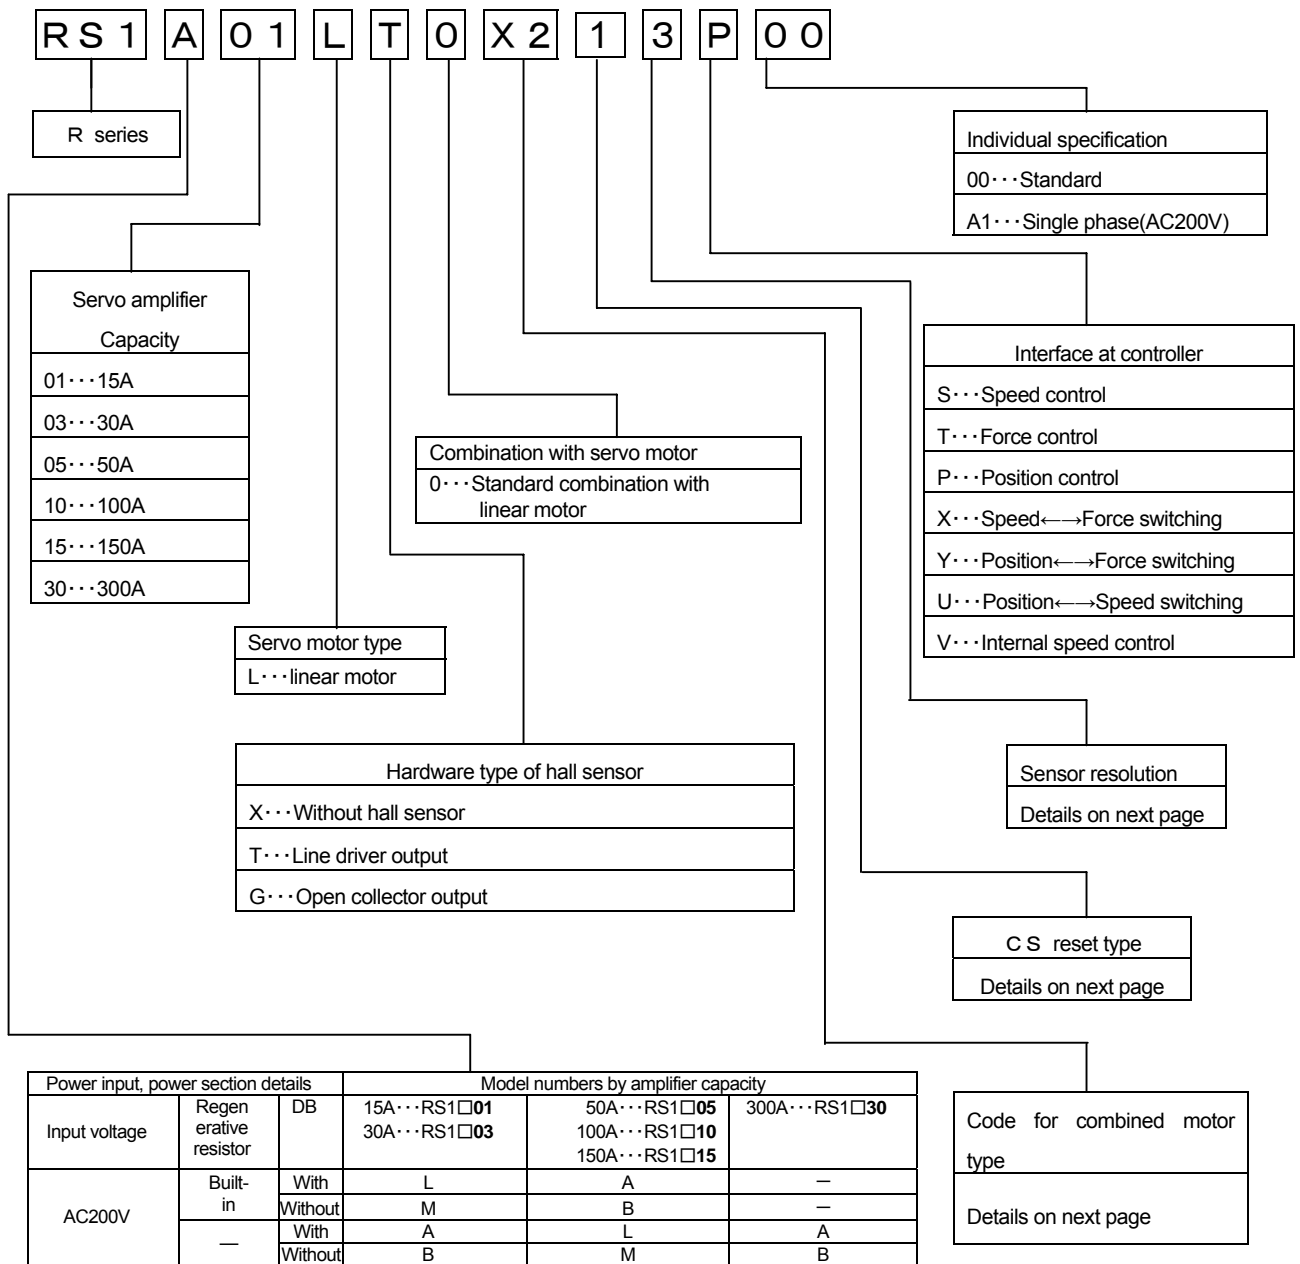 RS1 A 01 L T 0 X2 1 3 P 00
R series
Individual specification
00･･･Standard
A1･･･Single phase(AC200V)
Servo amplifier
Capacity
01･･･15A
03･･･30A
05･･･50A
10･･･100A
15･･･150A
30･･･300A
Interface at controller
S･･･Speed control
T･･･Force control
P･･･Position control
X･･･Speed←→Force switching
Y･･･Position←→Force switching
U･･･Position←→Speed switching
V･･･Internal speed control
Combination with servo motor
0･･･Standard combination with
linear motor
Servo motor type
L･･･linear motor
Hardware type of hall sensor
X･･･Without hall sensor
T･･･Line driver output
G･･･Open collector output
Sensor resolution
Details on next page
CS reset type
Details on next page
Code for combined motor
type
Details on next page
Power input, power section details Model numbers by amplifier capacity
Input voltage Regen DB 15A･･･RS1□01 50A･･･RS1□05 300A･･･RS1□30
erative 30A･･･RS1□03 100A･･･RS1□10
resistor 150A･･･RS1□15
AC200V Built- With L A －
in Without M B －
― With A L A
Without B M B